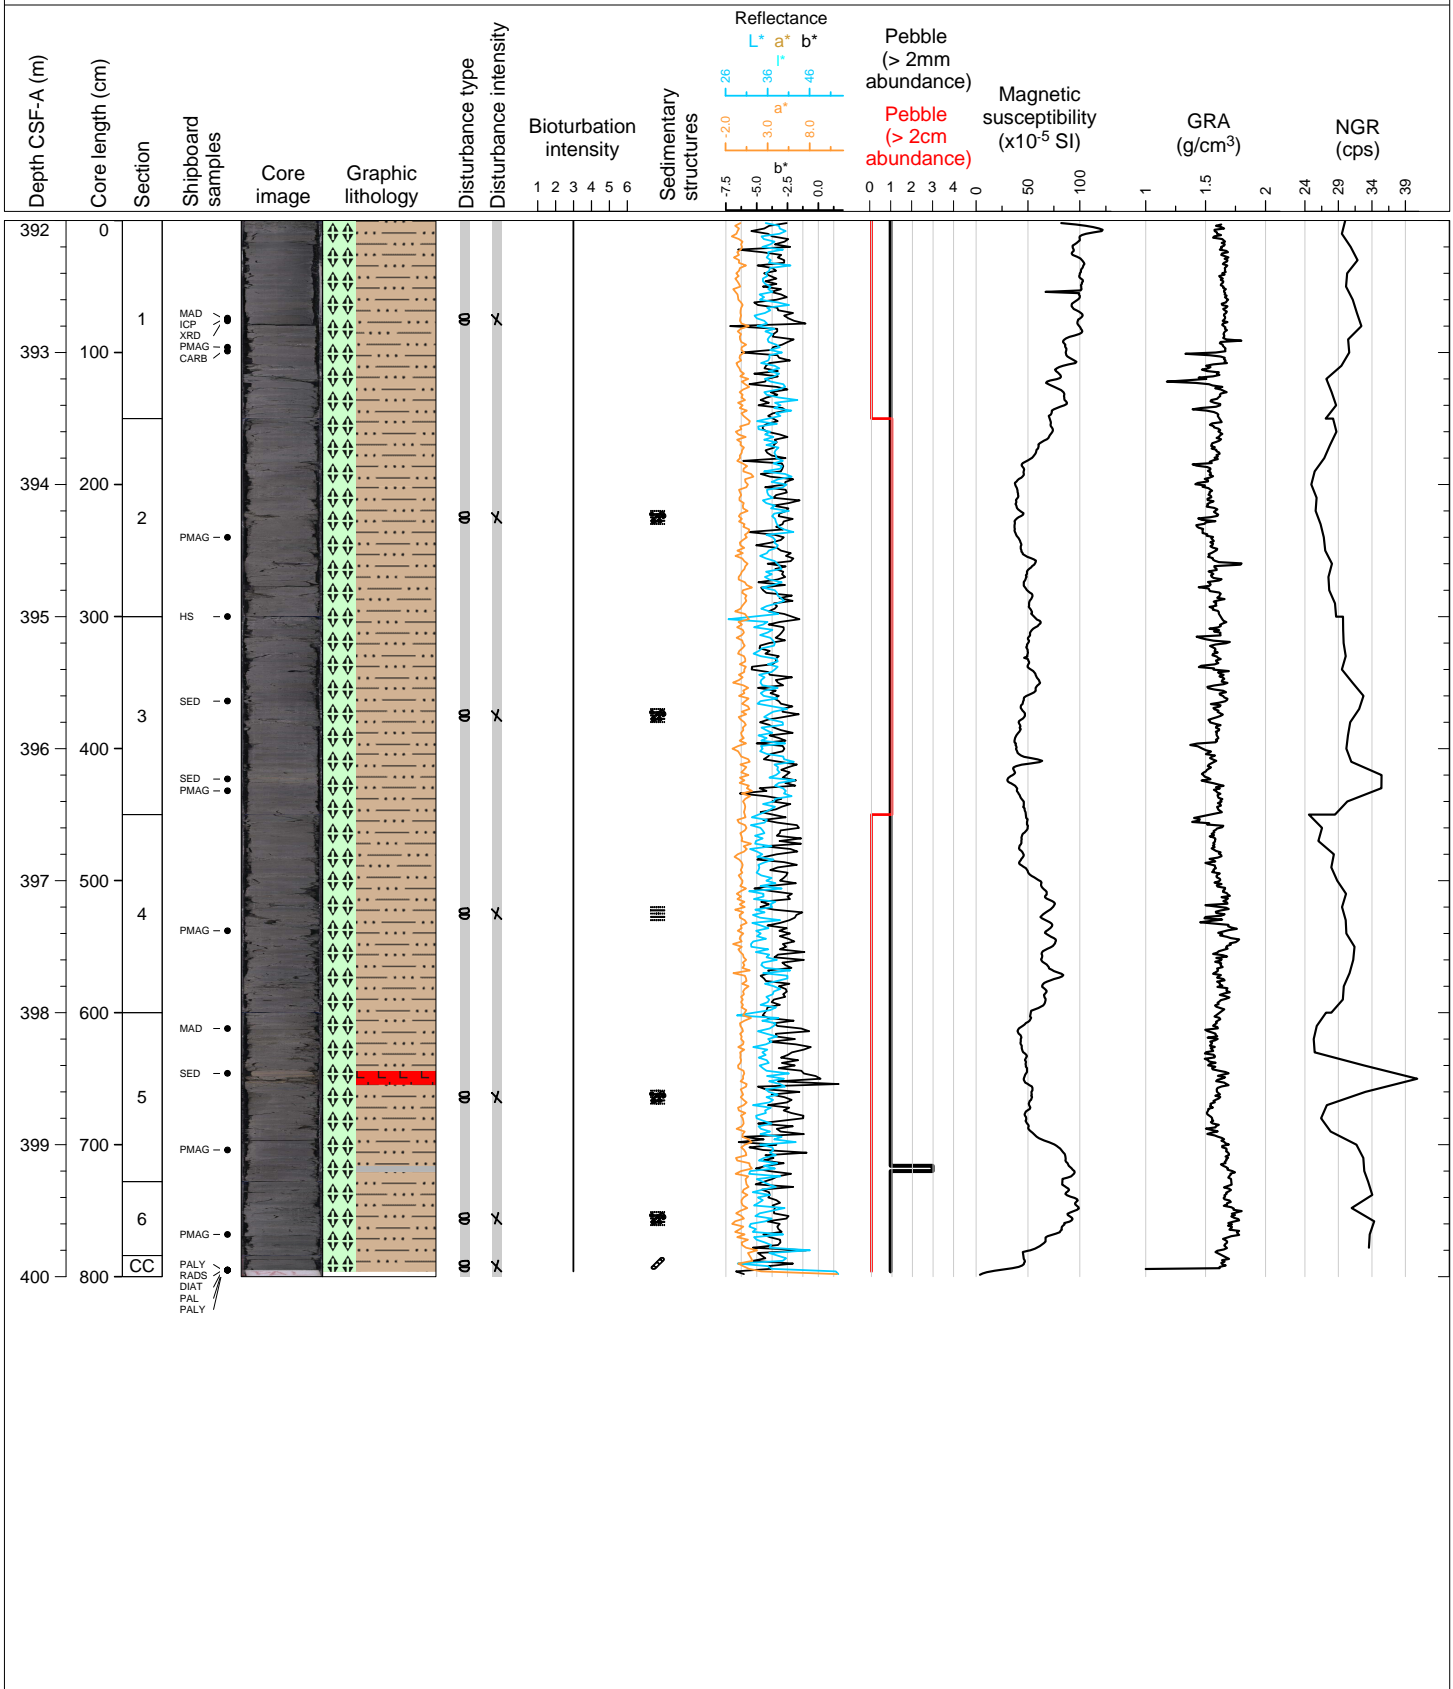 Depth CSF-A (m)
Core length (cm)
Section
Shipboard samples
Core image
Graphic lithology
Disturbance type
Disturbance intensity
Bioturbation intensity
1 2 3 4 5 6
Sedimentary structures
Reflectance
L* a* b*
l*
26 36 46
a*
-2.0 3.0 8.0
b*
-7.5 -5.0 -2.5 0.0
Pebble
(> 2mm
abundance)
Pebble
(> 2cm
abundance)
0 1 2 3 4
Magnetic
susceptibility
(x10-5 SI)
0 50 100
GRA
(g/cm3)
1 1.5 2
NGR
(cps)
24 29 34 39
392 0
1
MAD
ICP
XRD
PMAG
393 100
CARB
394 200
2
PMAG
395 300
HS
SED
3
396 400
SED
PMAG
397 500
4
PMAG
398 600
MAD
SED
5
399 700
PMAG
6
PMAG
CC
PALY
400 800
RADS
DIAT
PAL
PALY